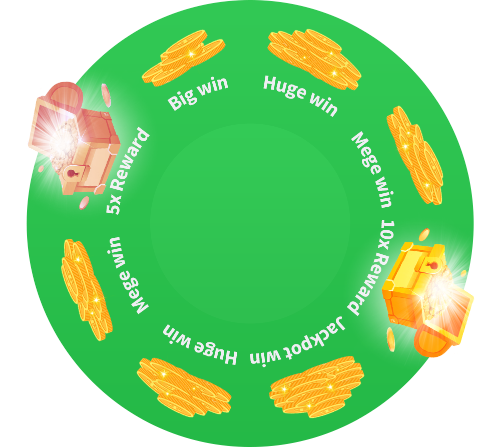 Big win
Huge win
Mege win
10x Reward
Jackpot win
Huge win
Mege win
5x Reward